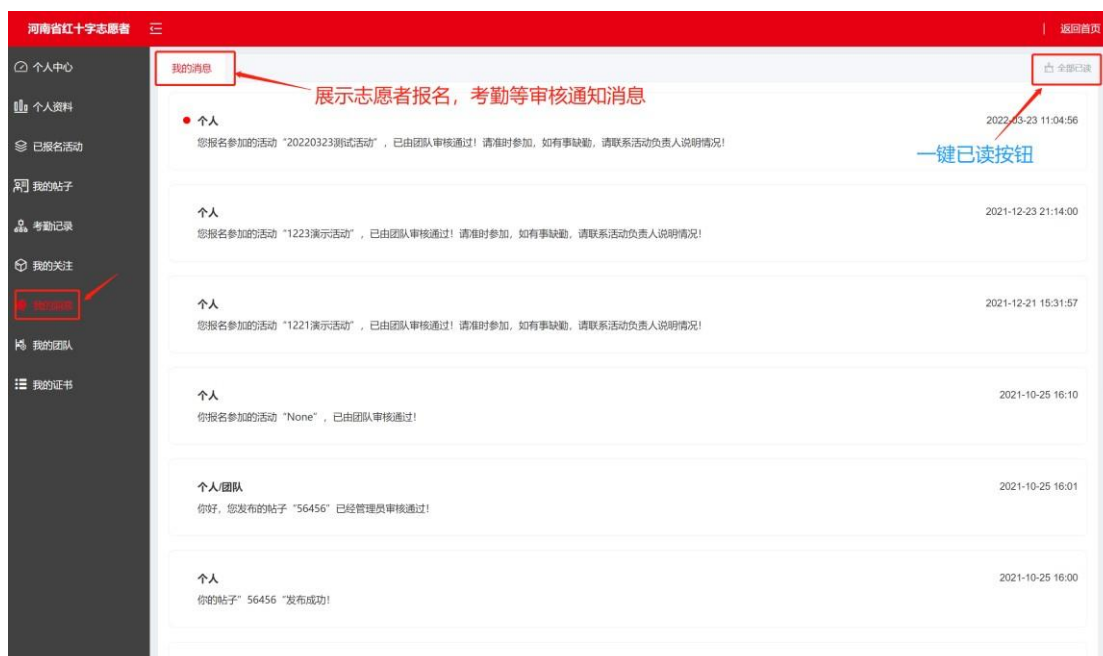 河南省红十字志愿者
返回首页
个人中心
个人资料
已报名活动
我的帖子
考勤记录
我的关注
我的消息
我的团队
我的证书
我的消息
全部已读
展示志愿者报名，考勤等审核通知消息
一键已读按钮
个人
2022-03-23 11:04:56
您报名参加的活动“20220323测试活动”，已由团队审核通过！请准时参加，如有事缺勤，请联系活动负责人说明情况！
个人
2021-12-23 21:14:00
您报名参加的活动“1223演示活动”，已由团队审核通过！请准时参加，如有事缺勤，请联系活动负责人说明情况！
个人
2021-12-21 15:31:57
您报名参加的活动“1221演示活动”，已由团队审核通过！请准时参加，如有事缺勤，请联系活动负责人说明情况！
个人
2021-10-25 16:10
你报名参加的活动“None”，已由团队审核通过！
个人/团队
2021-10-25 16:01
你好，您发布的帖子“56456”已经管理员审核通过！
个人
2021-10-25 16:00
你的帖子”56456“发布成功！